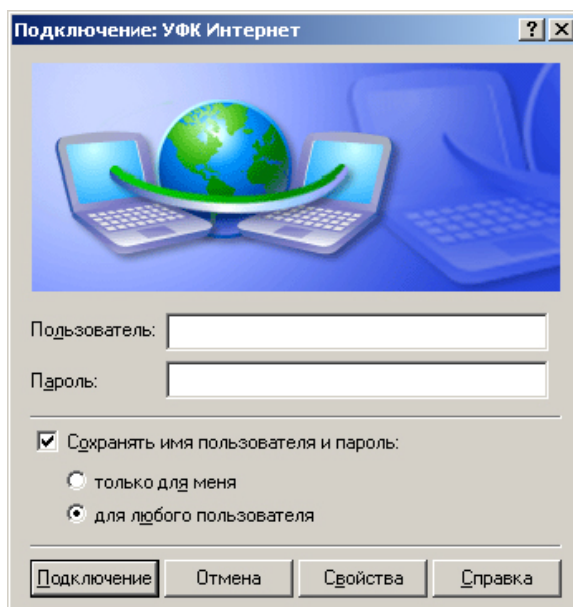 Подключение: УФК Интернет
Пользователь:
Пароль:
Сохранять имя пользователя и пароль:
только для меня
для любого пользователя
Подключение Отмена Свойства Справка